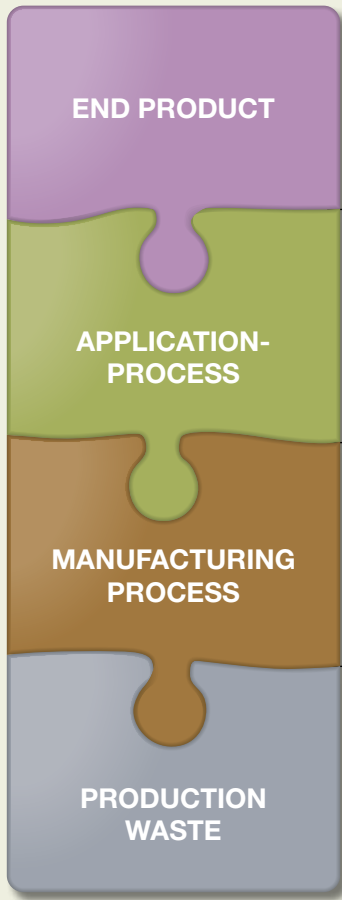 END PRODUCT
APPLICATION-
PROCESS
MANUFACTURING
PROCESS
PRODUCTION
WASTE